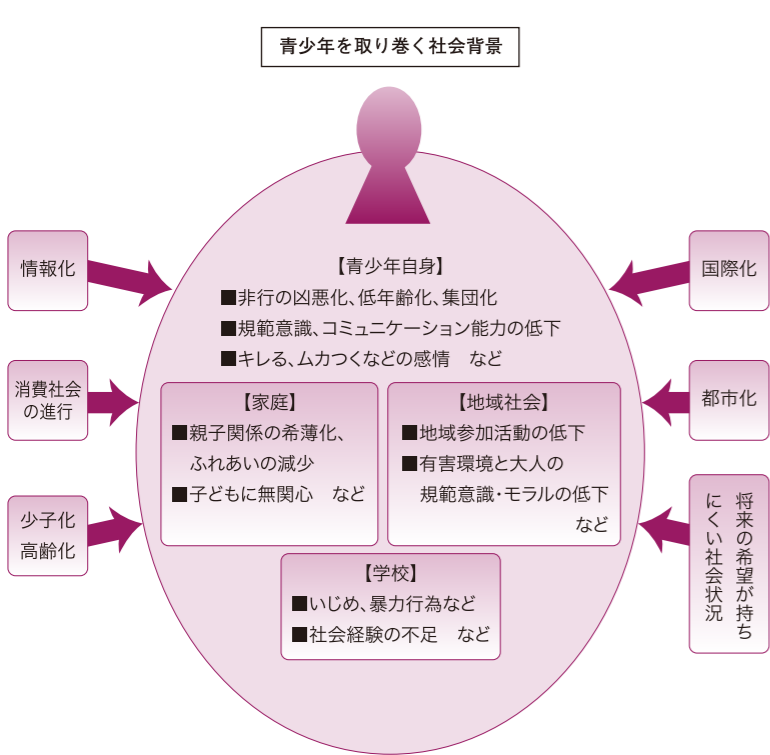 青少年を取り巻く社会背景
【青少年自身】
■非行の凶悪化、低年齢化、集団化
■規範意識、コミュニケーション能力の低下
■キレる、ムカつくなどの感情　など
【家庭】
■親子関係の希薄化、
ふれあいの減少
■子どもに無関心　など
【地域社会】
■地域参加活動の低下
■有害環境と大人の
規範意識・モラルの低下
など
【学校】
■いじめ、暴力行為など
■社会経験の不足　など
情報化
消費社会
の進行
少子化
高齢化
国際化
都市化
将来の希望が持ち
にくい社会状況